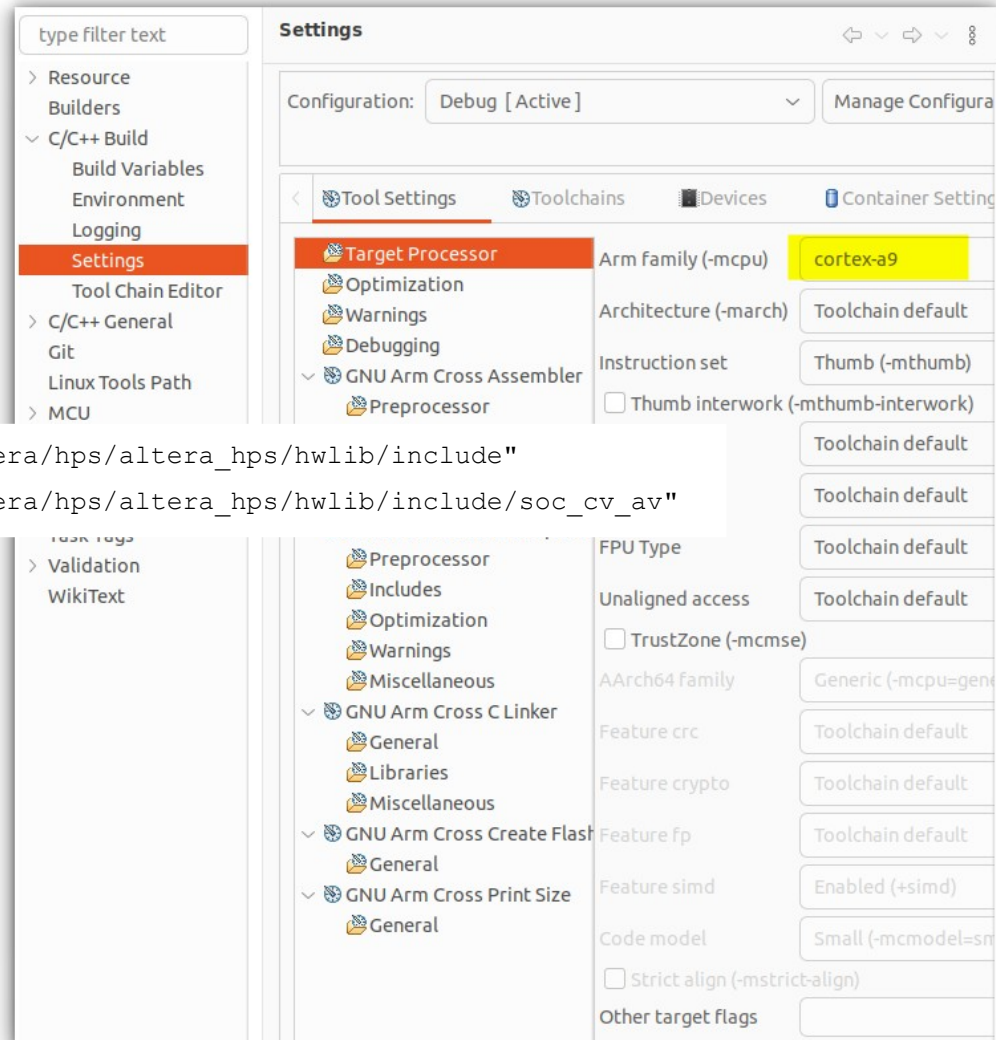 type filter text
Resource
Builders
C/C++ Build
Build Variables
Environment
Logging
Settings
Tool Chain Editor
C/C++ General
Git
Linux Tools Path
MCU
Validation
WikiText
Settings
Configuration: Debug [Active] Manage Configura
Tool Settings Toolchains Devices Container Setting
Target Processor
Optimization
Warnings
Debugging
GNU Arm Cross Assembler
Preprocessor
era/hps/altera_hps/hwlib/include"
era/hps/altera_hps/hwlib/include/soc_cv_av"
Preprocessor
Includes
Optimization
Warnings
Miscellaneous
GNU Arm Cross C Linker
General
Libraries
Miscellaneous
GNU Arm Cross Create Flash
General
GNU Arm Cross Print Size
General
Arm family (-mcpu) cortex-a9
Architecture (-march) Toolchain default
Instruction set Thumb (-mthumb)
Thumb interwork (-mthumb-interwork)
Toolchain default
Toolchain default
FPU Type Toolchain default
Unaligned access Toolchain default
TrustZone (-mcmse)
AArch64 family Generic (-mcpu=gene
Feature crc Toolchain default
Feature crypto Toolchain default
Feature fp Toolchain default
Feature simd Enabled (+simd)
Code model Small (-mcmodel=sm
Strict align (-mstrict-align)
Other target flags